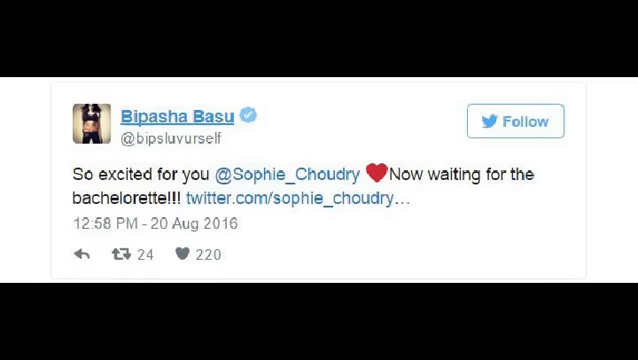 Bipasha Basu
@bipsluvurself
Follow
So excited for you @Sophie_Choudry ❤Now waiting for the
bachelorette!!! twitter.com/sophie_choudry…
12:58 PM - 20 Aug 2016
24 220